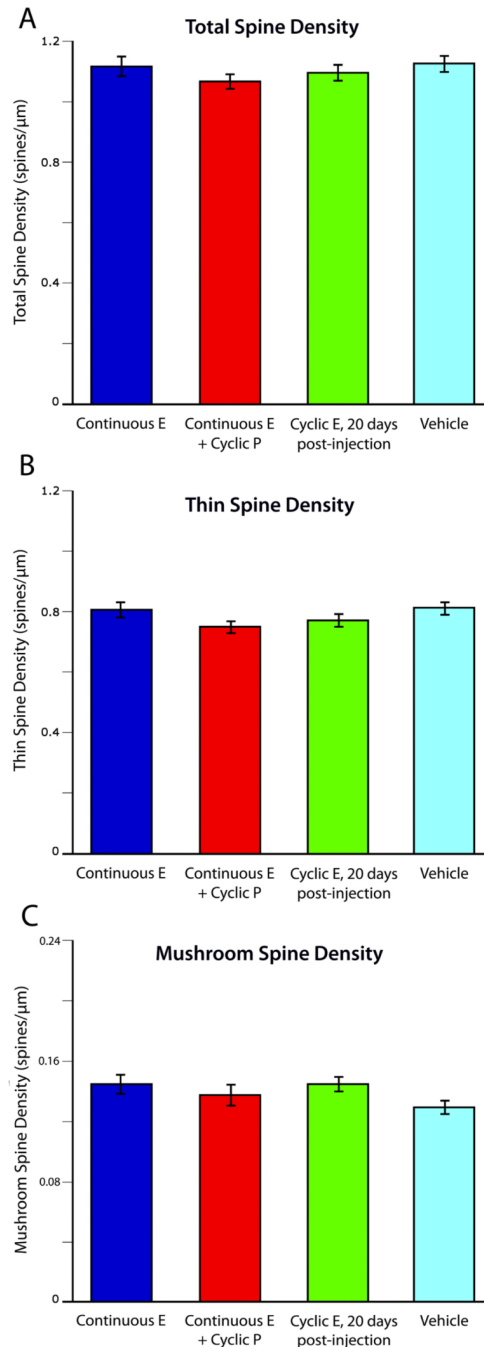 A
Total Spine Density
Total Spine Density (spines/μm)
1.2
0.8
0.4
0
Continuous E
Continuous E
+ Cyclic P
Cyclic E, 20 days
post-injection
Vehicle
B
Thin Spine Density
Thin Spine Density (spines/μm)
1.2
0.8
0.4
0
Continuous E
Continuous E
+ Cyclic P
Cyclic E, 20 days
post-injection
Vehicle
C
Mushroom Spine Density
Mushroom Spine Density (spines/μm)
0.24
0.16
0.08
0
Continuous E
Continuous E
+ Cyclic P
Cyclic E, 20 days
post-injection
Vehicle